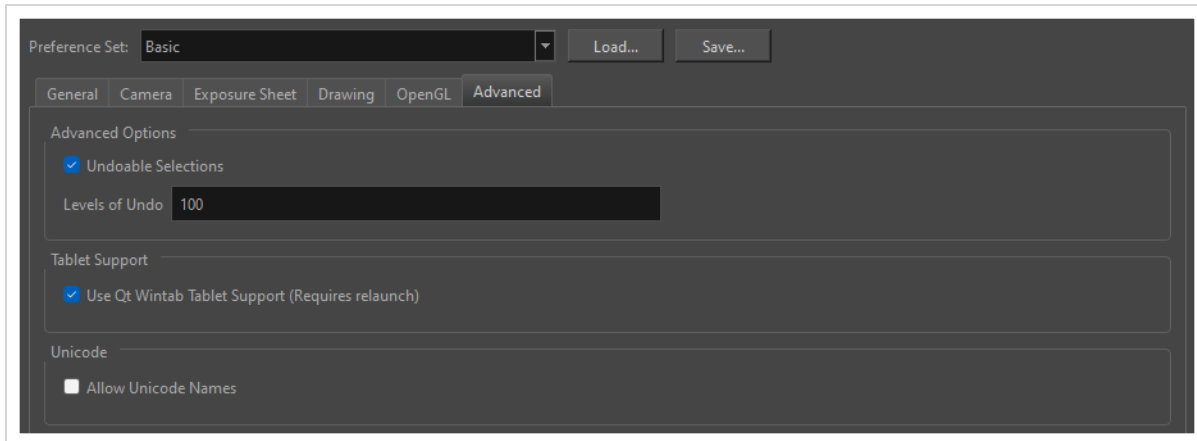 Preference Set: Basic Load... Save...
General Camera Exposure Sheet Drawing OpenGL Advanced
Advanced Options
Undoable Selections
Levels of Undo 100
Tablet Support
Use Qt Wintab Tablet Support (Requires relaunch)
Unicode
Allow Unicode Names